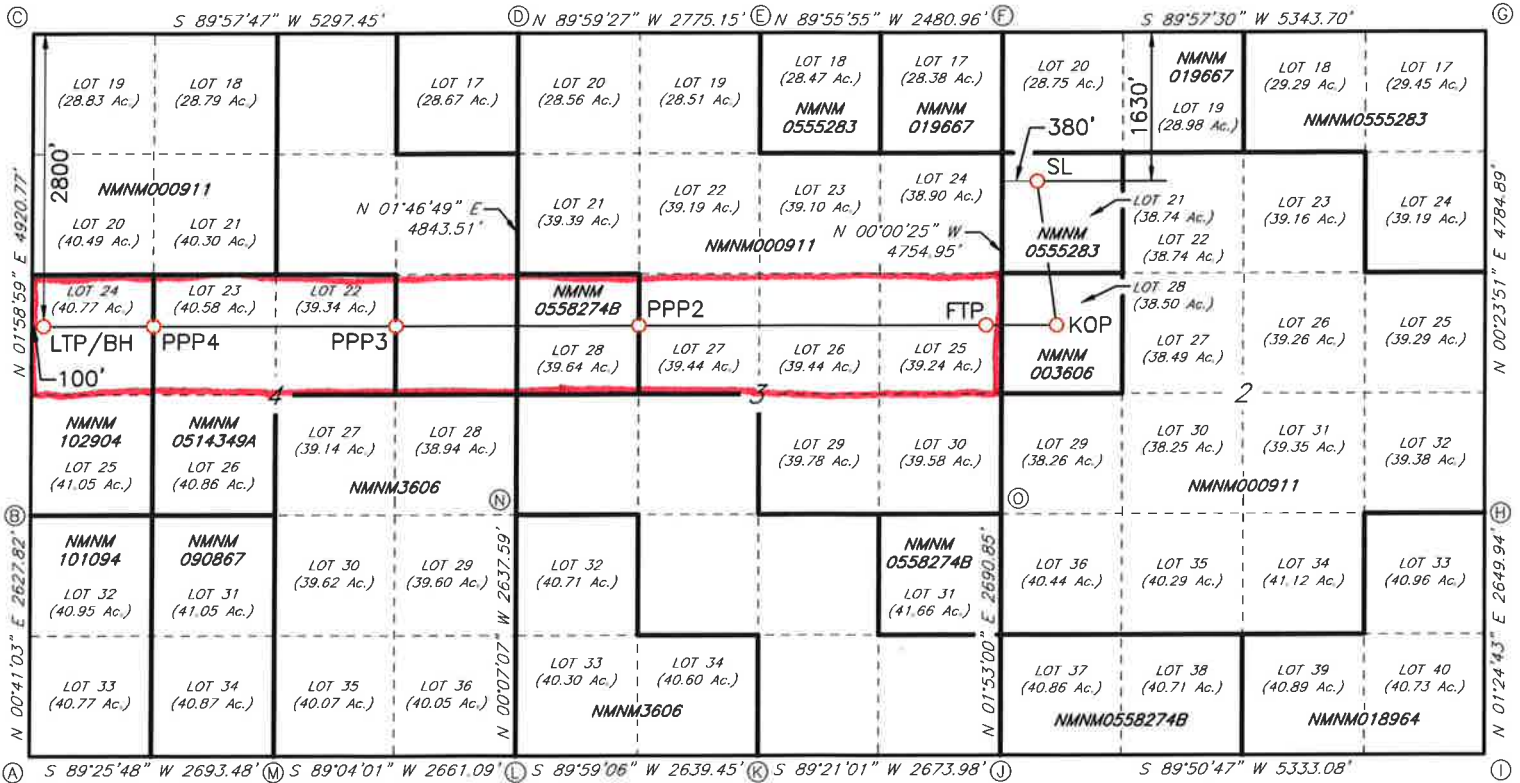 C
S 89°57'47" W 5297.45'
D
N 89°59'27" W 2775.15'
E
N 89°55'55" W 2480.96'
F
S 89°57'30" W 5343.70'
G
LOT 19
(28.83 Ac.)
LOT 18
(28.79 Ac.)
LOT 17
(28.67 Ac.)
LOT 20
(28.56 Ac.)
LOT 19
(28.51 Ac.)
LOT 18
(28.47 Ac.)
NMNM
0555283
LOT 17
(28.38 Ac.)
NMNM
019667
LOT 20
(28.75 Ac.)
NMNM
019667
LOT 19
(28.98 Ac.)
LOT 18
(29.29 Ac.)
LOT 17
(29.45 Ac.)
NMNM0555283
1630'
380'
SL
2800'
N 01°58'59" E 4920.77'
NMNM000911
LOT 20
(40.49 Ac.)
LOT 21
(40.30 Ac.)
N 01°46'49" E
4843.51'
LOT 21
(39.39 Ac.)
LOT 22
(39.19 Ac.)
LOT 23
(39.10 Ac.)
LOT 24
(38.90 Ac.)
NMNM000911
N 00°00'25" W
4754.95'
NMNM
0555283
LOT 21
(38.74 Ac.)
LOT 22
(38.74 Ac.)
LOT 23
(39.16 Ac.)
LOT 24
(39.19 Ac.)
N 00°23'51" E 4784.89'
LOT 24
(40.77 Ac.)
LOT 23
(40.58 Ac.)
LOT 22
(39.34 Ac.)
NMNM
0558274B
PPP2
FTP
KOP
LOT 28
(38.50 Ac.)
LTP/BH
PPP4
PPP3
100'
LOT 28
(39.64 Ac.)
LOT 27
(39.44 Ac.)
LOT 26
(39.44 Ac.)
LOT 25
(39.24 Ac.)
NMNM
003606
LOT 27
(38.49 Ac.)
LOT 26
(39.26 Ac.)
LOT 25
(39.29 Ac.)
4
3
2
NMNM
102904
LOT 25
(41.05 Ac.)
NMNM
0514349A
LOT 26
(40.86 Ac.)
LOT 27
(39.14 Ac.)
LOT 28
(38.94 Ac.)
NMNM3606
LOT 29
(39.78 Ac.)
LOT 30
(39.58 Ac.)
LOT 29
(38.26 Ac.)
LOT 30
(38.25 Ac.)
LOT 31
(39.35 Ac.)
LOT 32
(39.38 Ac.)
NMNM000911
B
N
O
H
N 00°41'03" E 2627.82'
NMNM
101094
LOT 32
(40.95 Ac.)
NMNM
090867
LOT 31
(41.05 Ac.)
LOT 30
(39.62 Ac.)
LOT 29
(39.60 Ac.)
N 00°07'07" W 2637.59'
LOT 32
(40.71 Ac.)
NMNM
0558274B
LOT 31
(41.66 Ac.)
N 01°53'00" E 2690.85'
LOT 36
(40.44 Ac.)
LOT 35
(40.29 Ac.)
LOT 34
(41.12 Ac.)
LOT 33
(40.96 Ac.)
N 01°24'43" E 2649.94'
LOT 33
(40.77 Ac.)
LOT 34
(40.87 Ac.)
LOT 35
(40.07 Ac.)
LOT 36
(40.05 Ac.)
LOT 33
(40.30 Ac.)
LOT 34
(40.60 Ac.)
NMNM3606
LOT 37
(40.86 Ac.)
LOT 38
(40.71 Ac.)
NMNM0558274B
LOT 39
(40.89 Ac.)
LOT 40
(40.73 Ac.)
NMNM018964
A
S 89°25'48" W 2693.48'
M
S 89°04'01" W 2661.09'
L
S 89°59'06" W 2639.45'
K
S 89°21'01" W 2673.98'
J
S 89°50'47" W 5333.08'
I